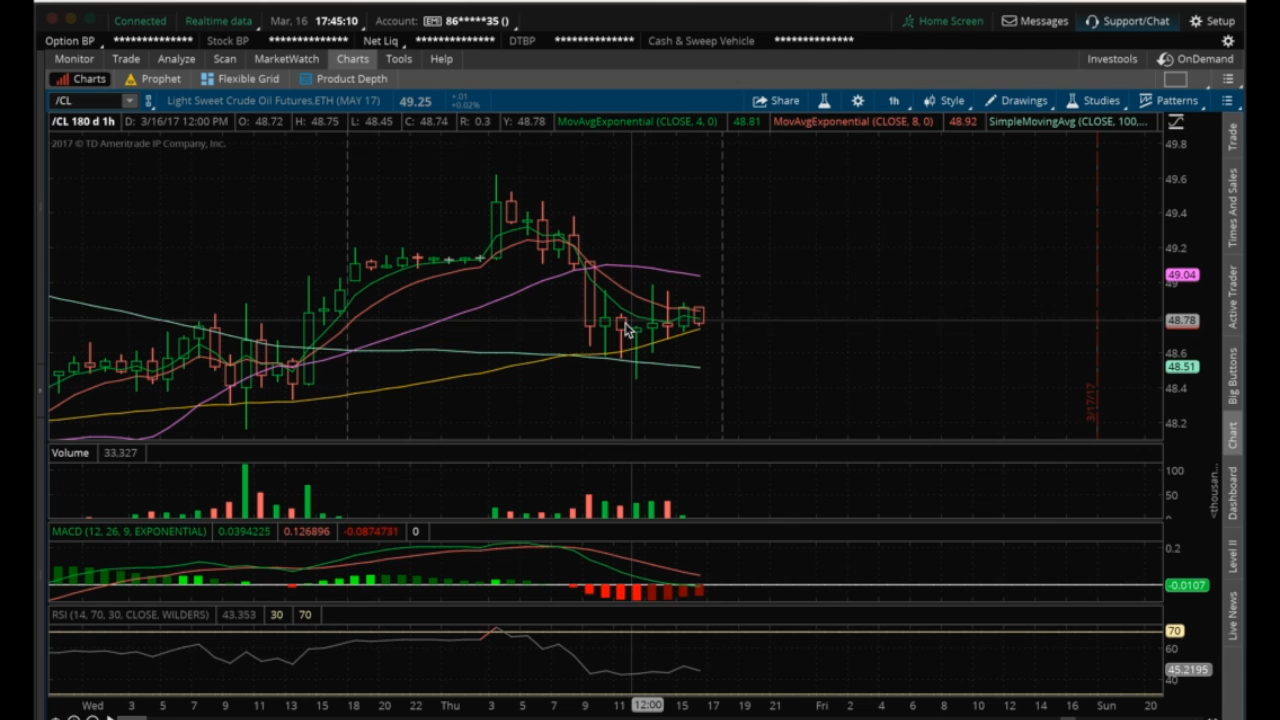 Connected Realtime data Mar, 16 17:45:10 Account: 86*****35 () Home Screen Messages Support/Chat Setup
Option BP ************** Stock BP ************** Net Liq ************** DTBP ************** Cash & Sweep Vehicle **************
Monitor Trade Analyze Scan MarketWatch Charts Tools Help Investools OnDemand
Charts Prophet Flexible Grid Product Depth
/CL Light Sweet Crude Oil Futures,ETH (MAY 17) 49.25 +.01 +0.02% Share 1h Style Drawings Studies Patterns
/CL 180 d 1h D: 3/16/17 12:00 PM O: 48.72 H: 48.75 L: 48.45 C: 48.74 R: 0.3 Y: 48.78 MovAvgExponential (CLOSE, 4, 0) 48.81 MovAvgExponential (CLOSE, 8, 0) 48.92 SimpleMovingAvg (CLOSE, 100,...
2017 © TD Ameritrade IP Company, Inc.
49.8
49.6
49.4
49.2
49.04
49
48.78
48.6
48.51
48.4
48.2
3/17/17
Volume 33,327
100
50
0
<thousan...
MACD (12, 26, 9, EXPONENTIAL) 0.0394225 0.126896 -0.0874731 0
0.2
-0.0107
RSI (14, 70, 30, CLOSE, WILDERS) 43.353 30 70
70
60
45.2195
40
Wed 3 5 7 9 11 13 15 18 20 22 Thu 3 5 7 9 11 12:00 15 17 19 21 Fri 2 4 6 8 10 12 14 16 Sun 20
Trade
Times And Sales
Active Trader
Big Buttons
Chart
Dashboard
Level II
Live News